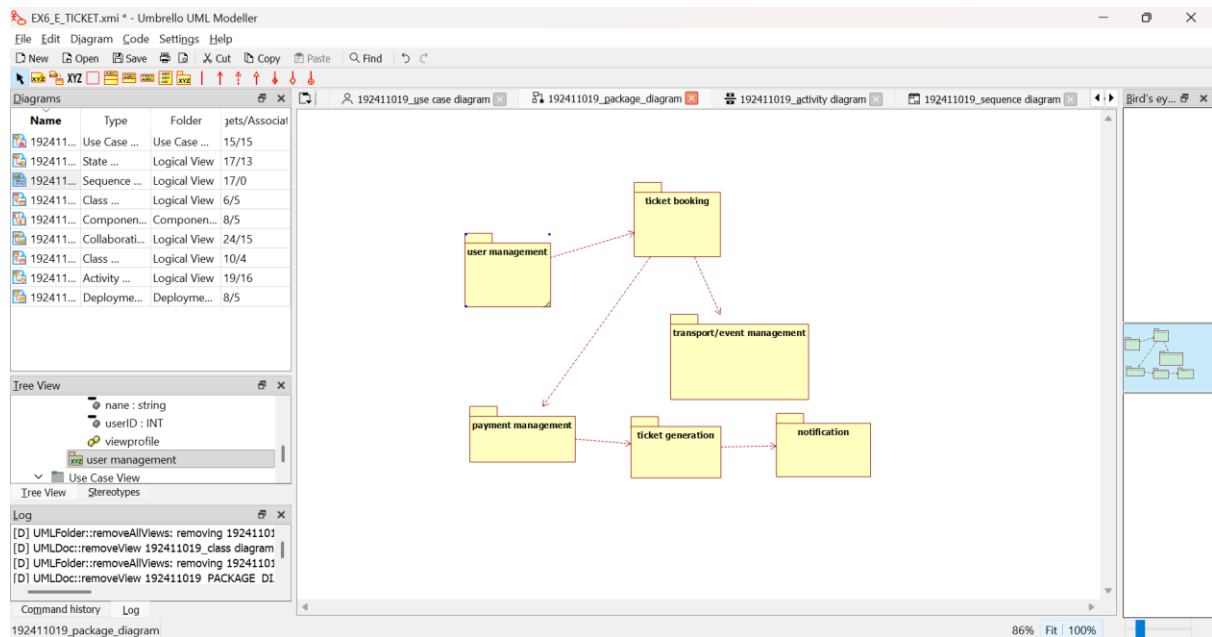 EX6_E_TICKET.xmi * - Umbrello UML Modeller
File Edit Diagram Code Settings Help
New Open Save Cut Copy Paste Find
XYZ
Diagrams
192411019_use case diagram 192411019_package_diagram 192411019_activity diagram 192411019_sequence diagram
Bird's ey...
Name Type Folder gets/Associat
192411... Use Case ... Use Case ... 15/15
192411... State ... Logical View 17/13
192411... Sequence ... Logical View 17/0
192411... Class ... Logical View 6/5
192411... Componen... Componen... 8/5
192411... Collaborati... Logical View 24/15
192411... Class ... Logical View 10/4
192411... Activity ... Logical View 19/16
192411... Deployme... Deployme... 8/5
ticket booking
user management
transport/event management
payment management
ticket generation
notification
Tree View
nane : string
userID : INT
viewprofile
user management
Use Case View
Tree View Stereotypes
Log
[D] UMLFolder::removeAllViews: removing 19241101
[D] UMLDoc::removeView 192411019_class diagram
[D] UMLFolder::removeAllViews: removing 19241101
[D] UMLDoc::removeView 192411019 PACKAGE DI
Command history Log
192411019_package_diagram
86% Fit 100%